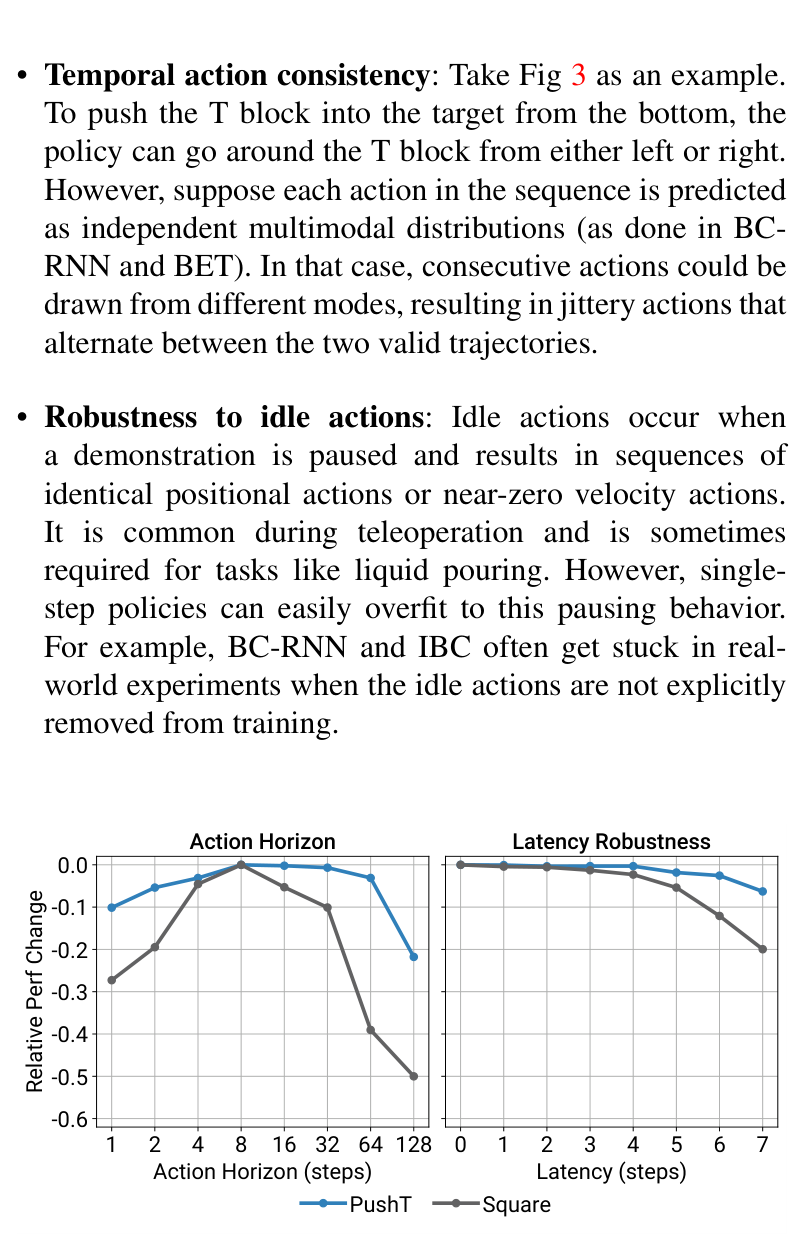 • Temporal action consistency: Take Fig 3 as an example.
To push the T block into the target from the bottom, the
policy can go around the T block from either left or right.
However, suppose each action in the sequence is predicted
as independent multimodal distributions (as done in BC-
RNN and BET). In that case, consecutive actions could be
drawn from different modes, resulting in jittery actions that
alternate between the two valid trajectories.
• Robustness to idle actions: Idle actions occur when
a demonstration is paused and results in sequences of
identical positional actions or near-zero velocity actions.
It is common during teleoperation and is sometimes
required for tasks like liquid pouring. However, single-
step policies can easily overfit to this pausing behavior.
For example, BC-RNN and IBC often get stuck in real-
world experiments when the idle actions are not explicitly
removed from training.
Action Horizon
Relative Perf Change
0.0
-0.1
-0.2
-0.3
-0.4
-0.5
-0.6
1 2 4 8 16 32 64 128
Action Horizon (steps)
Latency Robustness
0 1 2 3 4 5 6 7
Latency (steps)
PushT Square